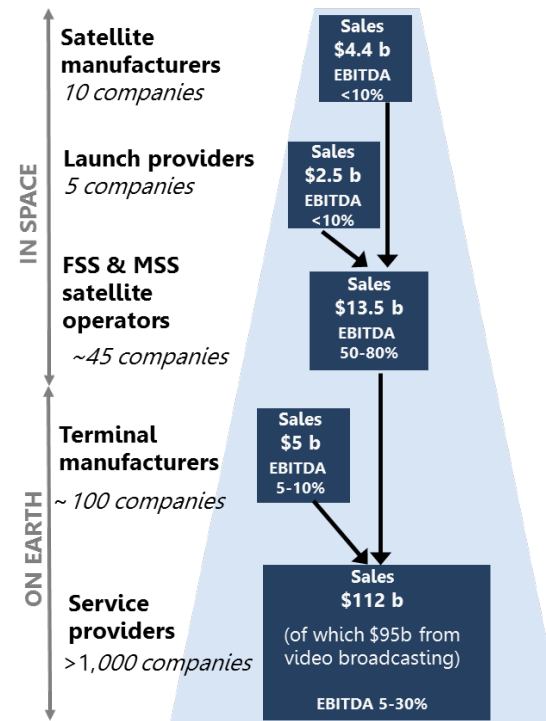 IN SPACE
Satellite
manufacturers
10 companies
Sales
$4.4 b
EBITDA
<10%
Launch providers
5 companies
Sales
$2.5 b
EBITDA
<10%
FSS & MSS
satellite
operators
~45 companies
Sales
$13.5 b
EBITDA
50-80%
ON EARTH
Terminal
manufacturers
~ 100 companies
Sales
$5 b
EBITDA
5-10%
Service
providers
>1,000 companies
Sales
$112 b
(of which $95b from
video broadcasting)
EBITDA 5-30%